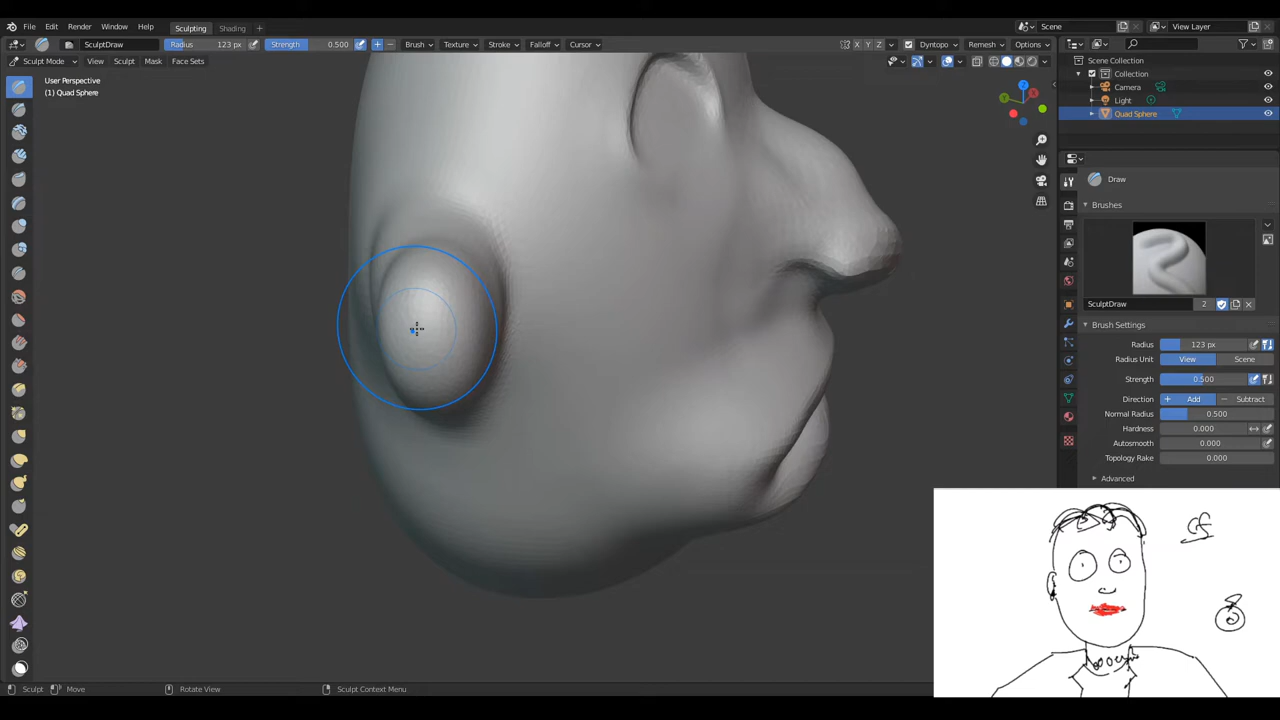 File Edit Render Window Help Sculpting Shading + Scene View Layer
SculptDraw Radius 123 px Strength 0.500 + − Brush Texture Stroke Falloff Cursor X Y Z Dyntopo Remesh Options
Sculpt Mode View Sculpt Mask Face Sets
User Perspective
(1) Quad Sphere
Z
Y
X
Scene Collection
Collection
Camera
Light
Quad Sphere
Draw
Brushes
SculptDraw 2
Brush Settings
Radius 123 px
Radius Unit View Scene
Strength 0.500
Direction + Add − Subtract
Normal Radius 0.500
Hardness 0.000
Autosmooth 0.000
Topology Rake 0.000
Advanced
Sculpt Move Rotate View Sculpt Context Menu